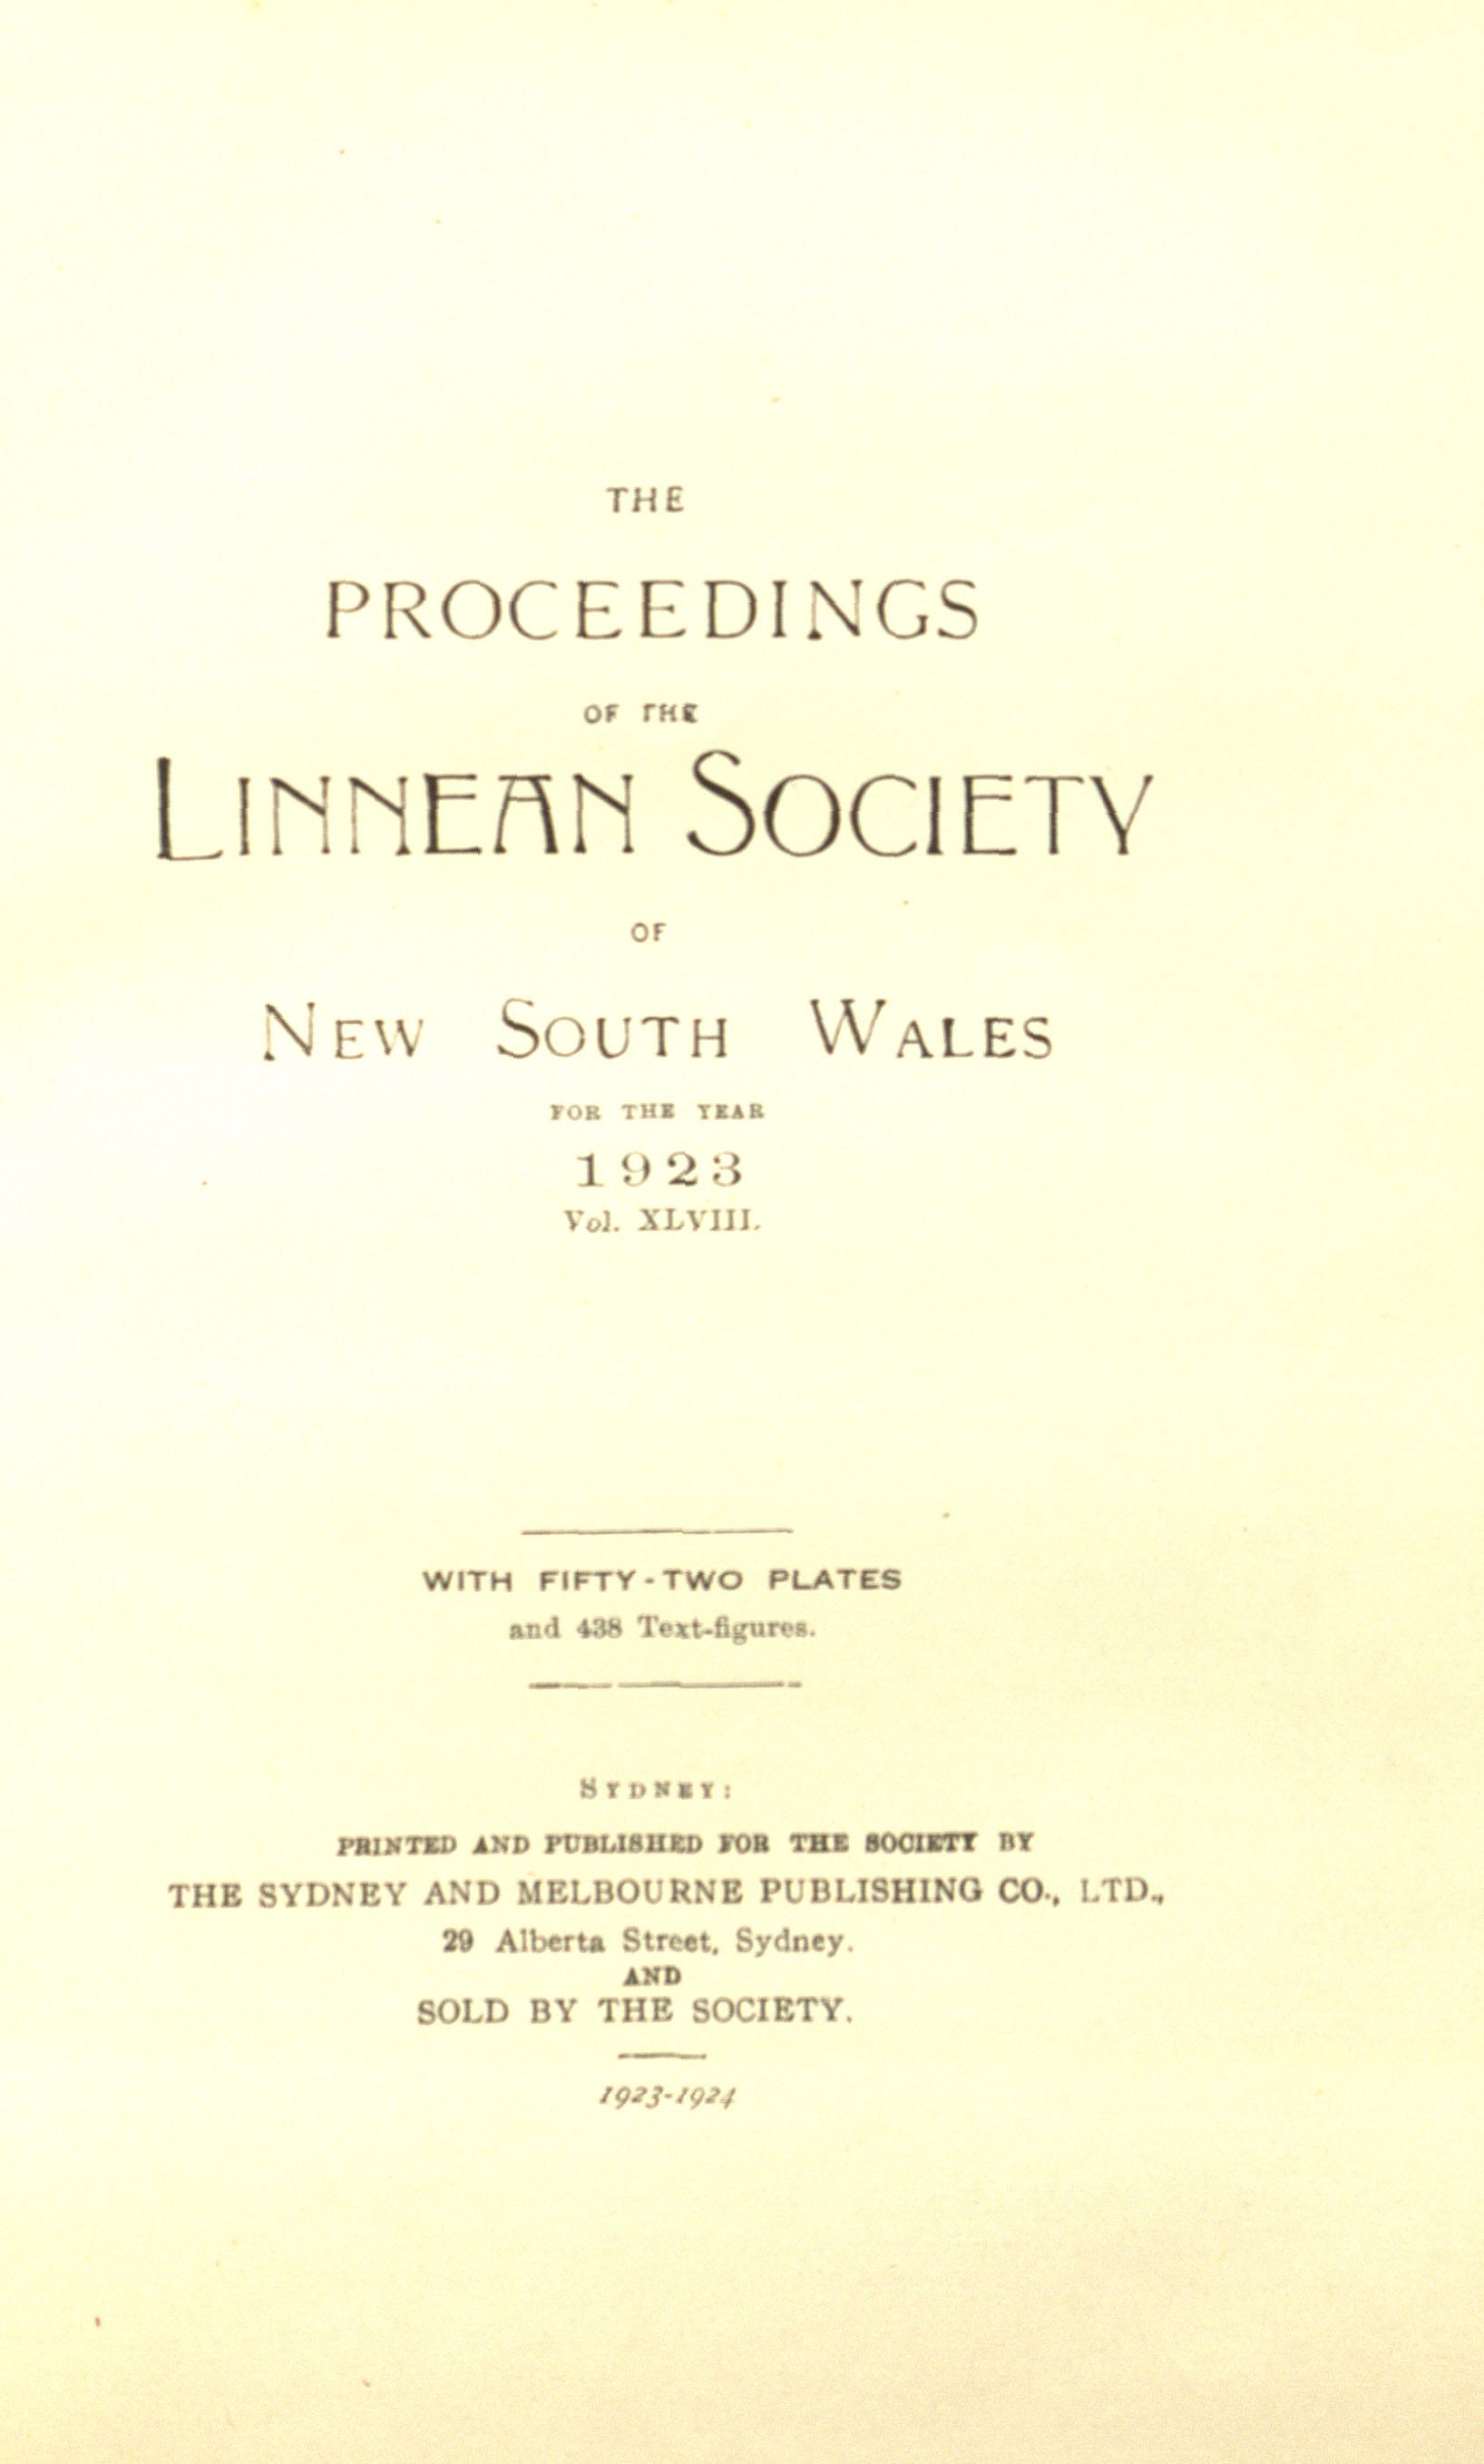 THE
PROCEEDINGS
OF THE
LINNEAN SOCIETY
OF
NEW SOUTH WALES
FOR THE YEAR
1923
Vol. XLVIII.
WITH FIFTY-TWO PLATES
and 438 Text-figures.
SYDNEY:
PRINTED AND PUBLISHED FOR THE SOCIETY BY
THE SYDNEY AND MELBOURNE PUBLISHING CO., LTD.,
29 Alberta Street, Sydney.
AND
SOLD BY THE SOCIETY.
1923-1924